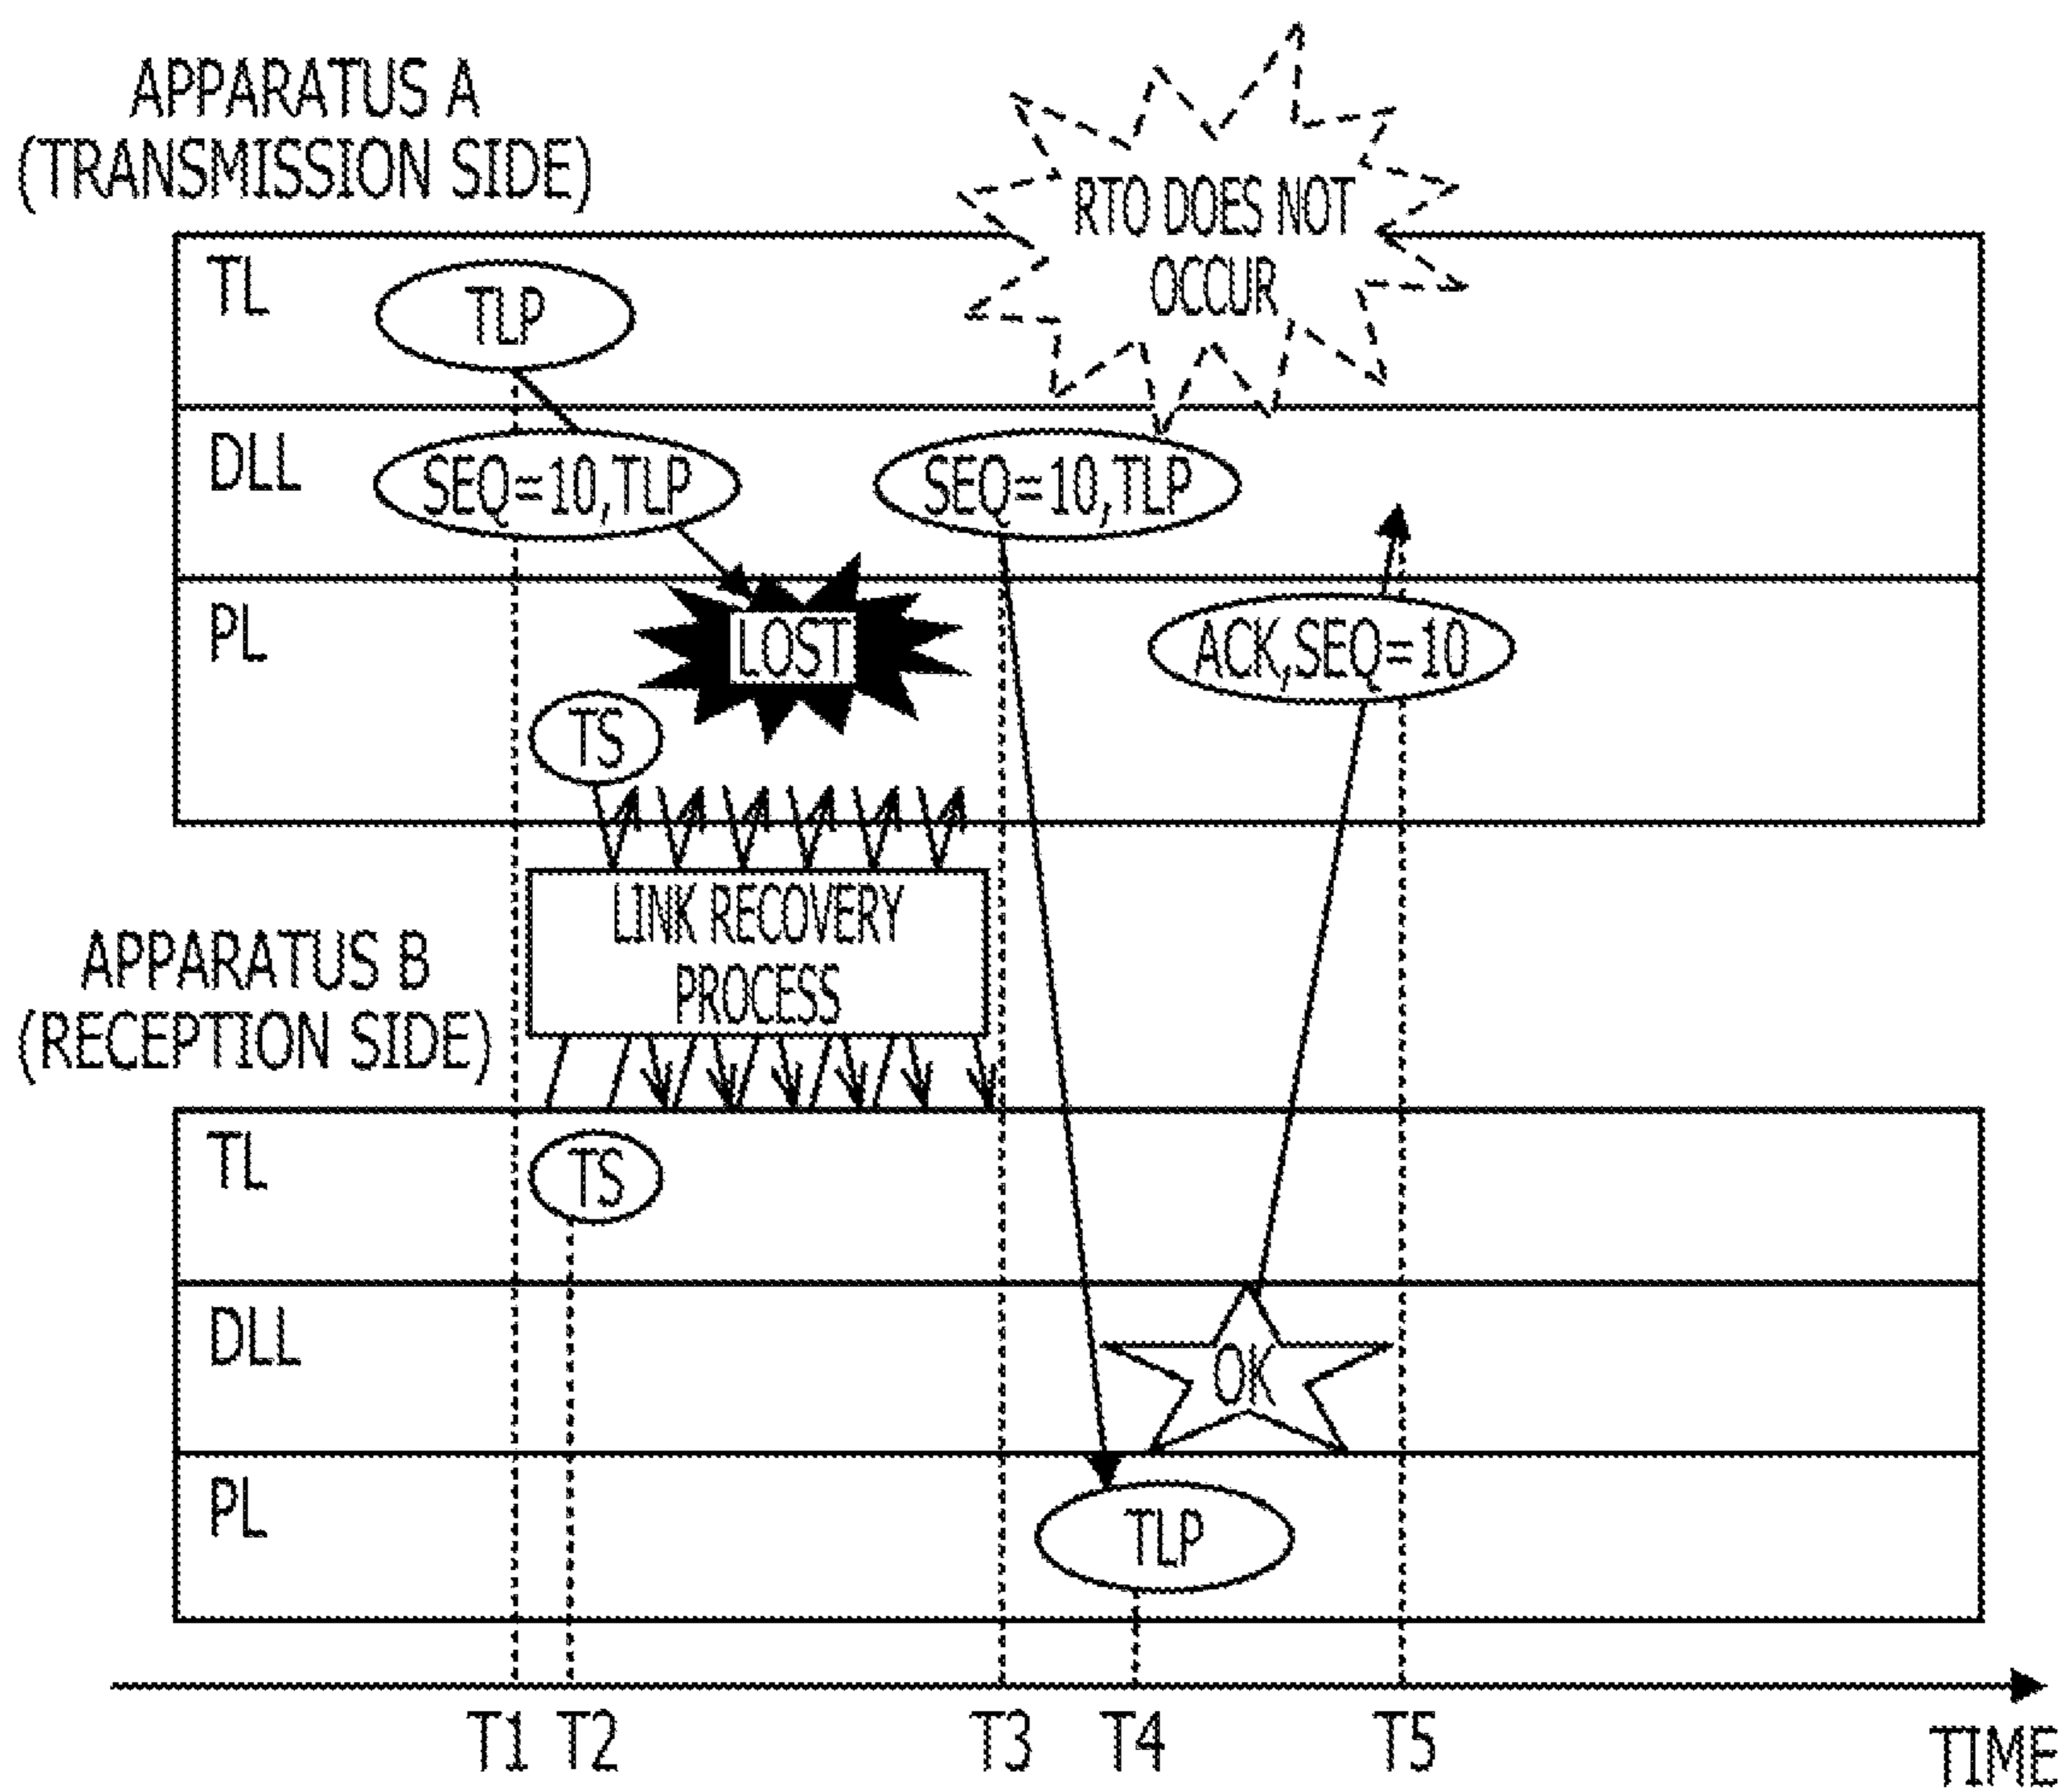 APPARATUS A
(TRANSMISSION SIDE)
RTO DOES NOT
OCCUR
TL
TLP
DLL
SEQ=10,TLP
SEQ=10,TLP
PL
LOST
ACK,SEQ=10
TS
LINK RECOVERY
PROCESS
APPARATUS B
(RECEPTION SIDE)
TL
TS
DLL
OK
PL
TLP
T1 T2 T3 T4 T5
TIME